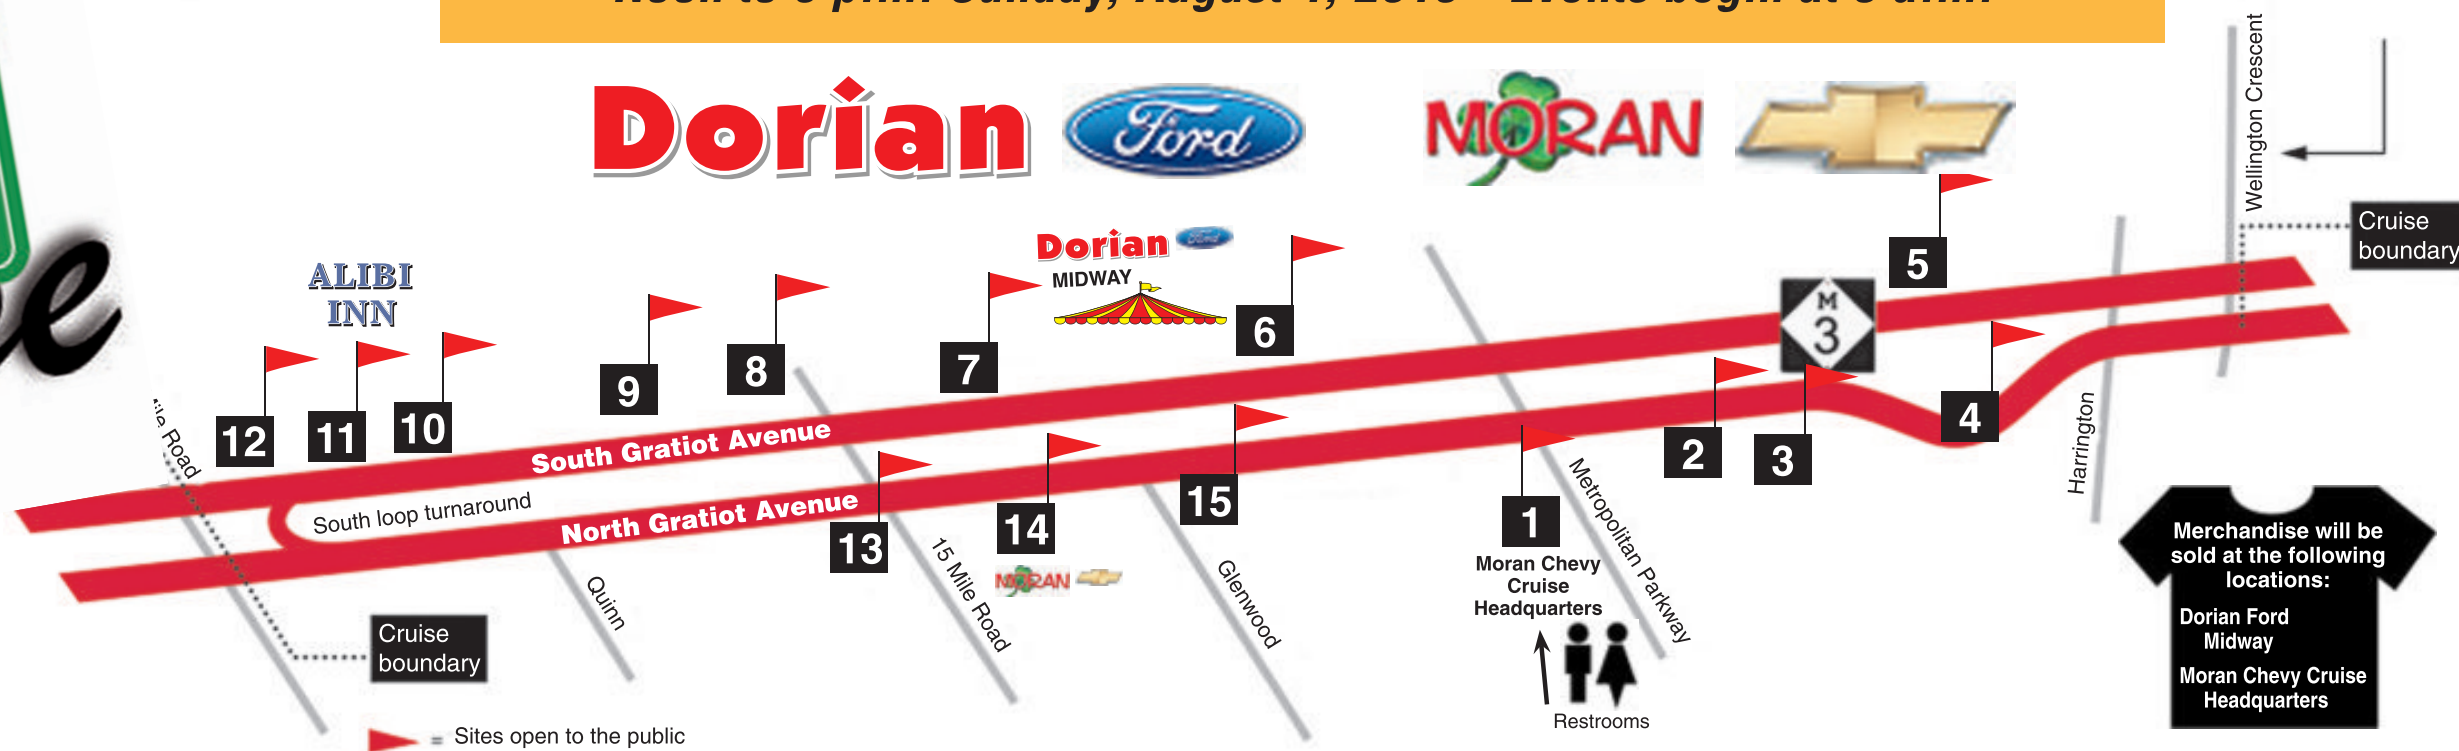 Dorian
Ford
MORAN
Wellington Crescent
Cruise
boundary
Dorian Ford
MIDWAY
ALIBI
INN
5
M
3
6
7
8
9
10
11
12
4
2
3
1
15
14
13
South Gratiot Avenue
South loop turnaround
North Gratiot Avenue
Road
Quinn
15 Mile Road
Glenwood
Metropolitan Parkway
Harrington
MORAN
Moran Chevy
Cruise
Headquarters
Restrooms
Cruise
boundary
= Sites open to the public
Merchandise will be
sold at the following
locations:
Dorian Ford
Midway
Moran Chevy Cruise
Headquarters